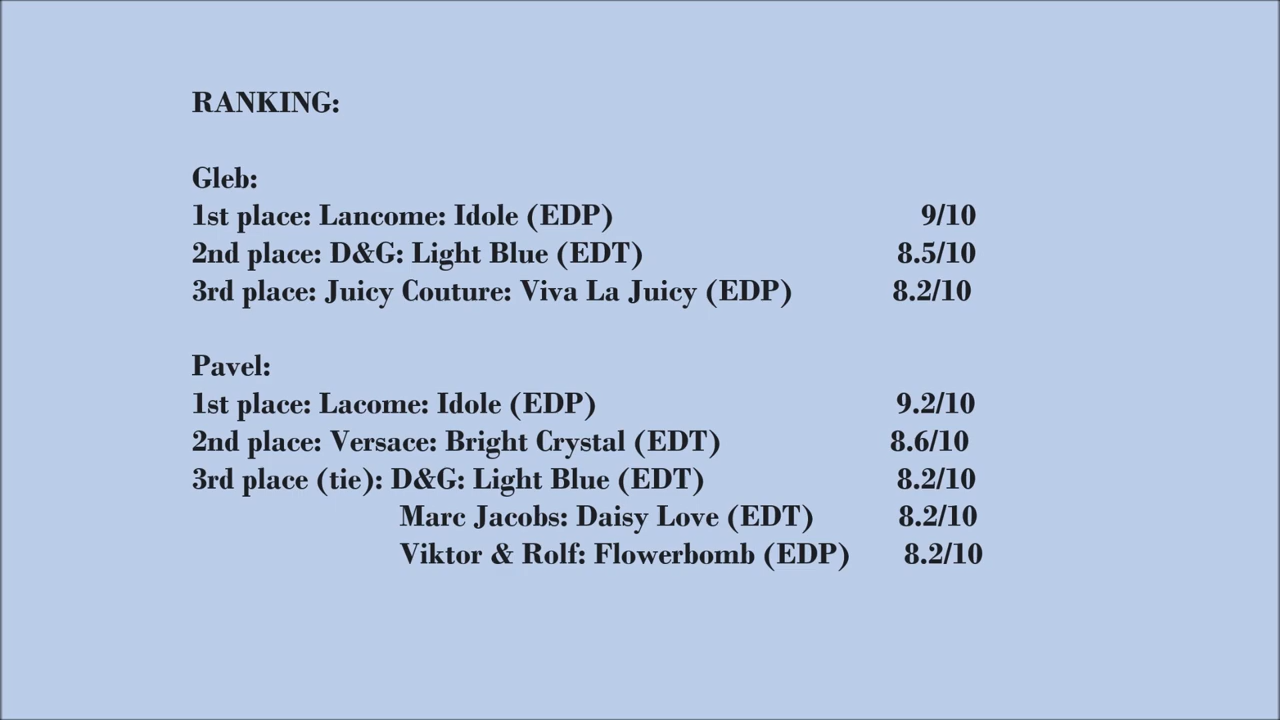 RANKING:
Gleb:
1st place: Lancome: Idole (EDP) 9/10
2nd place: D&G: Light Blue (EDT) 8.5/10
3rd place: Juicy Couture: Viva La Juicy (EDP) 8.2/10
Pavel:
1st place: Lacome: Idole (EDP) 9.2/10
2nd place: Versace: Bright Crystal (EDT) 8.6/10
3rd place (tie): D&G: Light Blue (EDT) 8.2/10
Marc Jacobs: Daisy Love (EDT) 8.2/10
Viktor & Rolf: Flowerbomb (EDP) 8.2/10